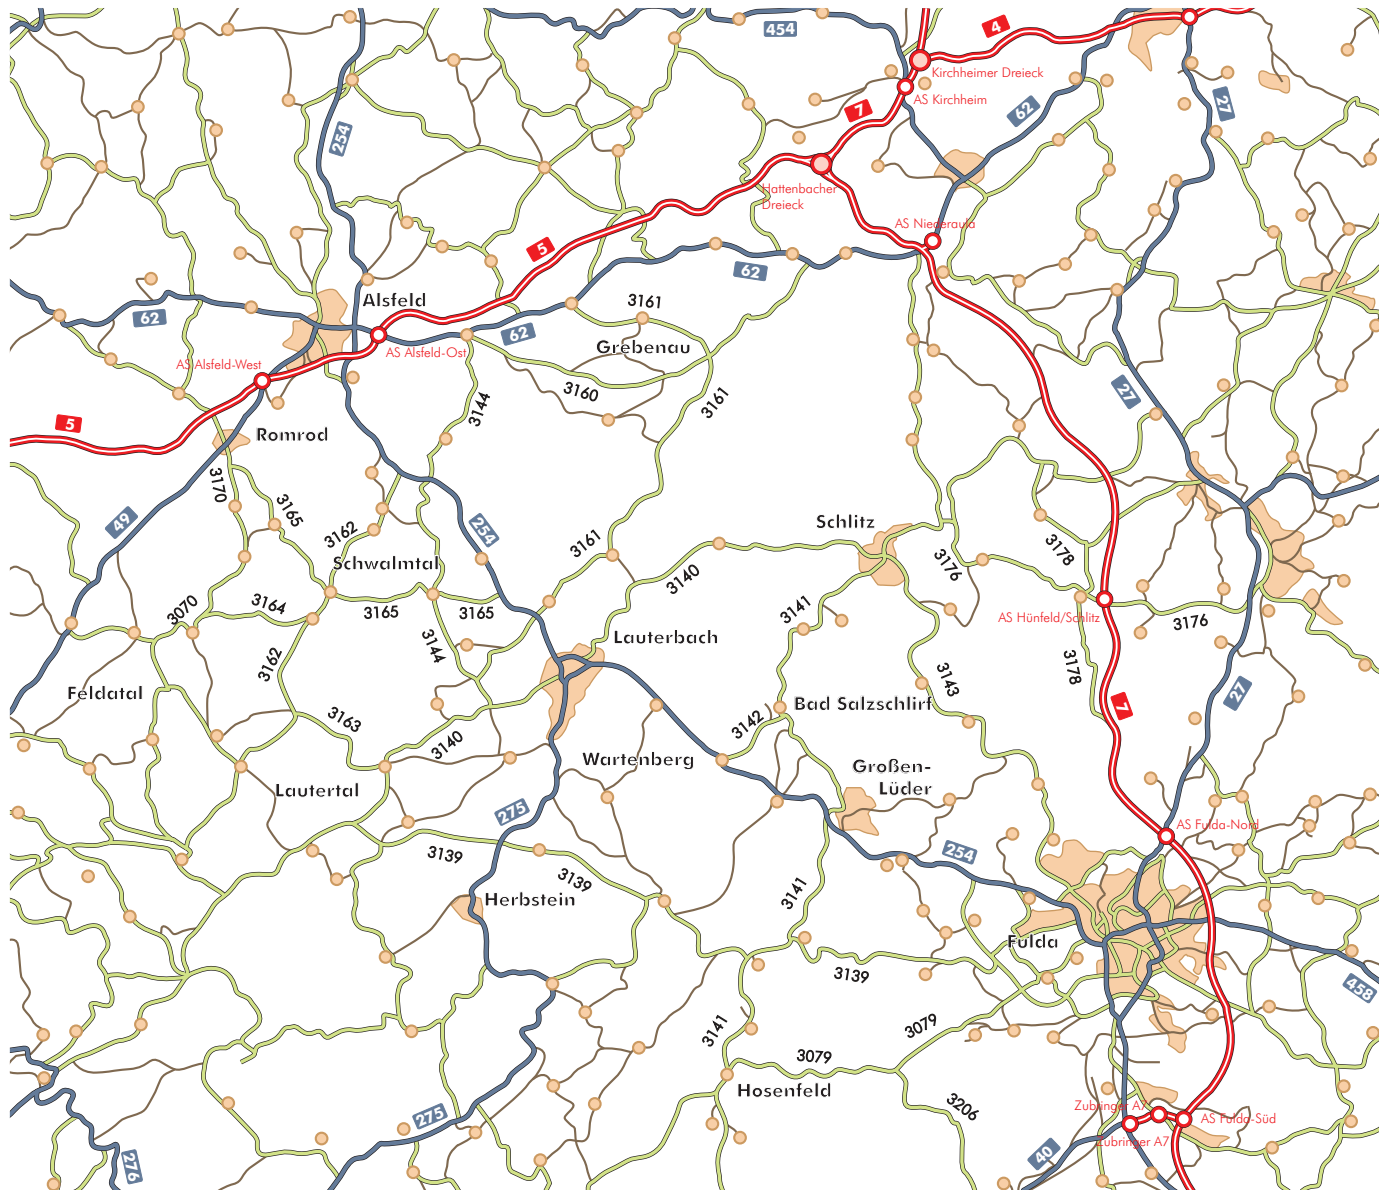 454
4
Kirchheimer Dreieck
AS Kirchheim
7
62
27
254
Hattenbacher
Dreieck
AS Niederaula
5
62
Alsfeld
3161
62
62
AS Alsfeld-Ost
Grebenau
AS Alsfeld-West
3160
27
5
3144
3161
Romrod
3170
3165
49
3162
254
Schlitz
3161
3178
Schwalmtal
3140
3176
3164
3165
3165
3141
3070
AS Hünfeld/Schlitz
3176
3144
Lauterbach
3162
3178
3143
Feldatal
27
Bad Salzschlirf
7
3163
3142
3140
Wartenberg
Großen-
Lüder
Lautertal
275
AS Fulda-Nord
3139
254
3139
3141
Herbstein
Fulda
3139
458
3141
3079
3079
Hosenfeld
3206
275
Zubringer A7
AS Fulda-Süd
Zubringer A7
40
276